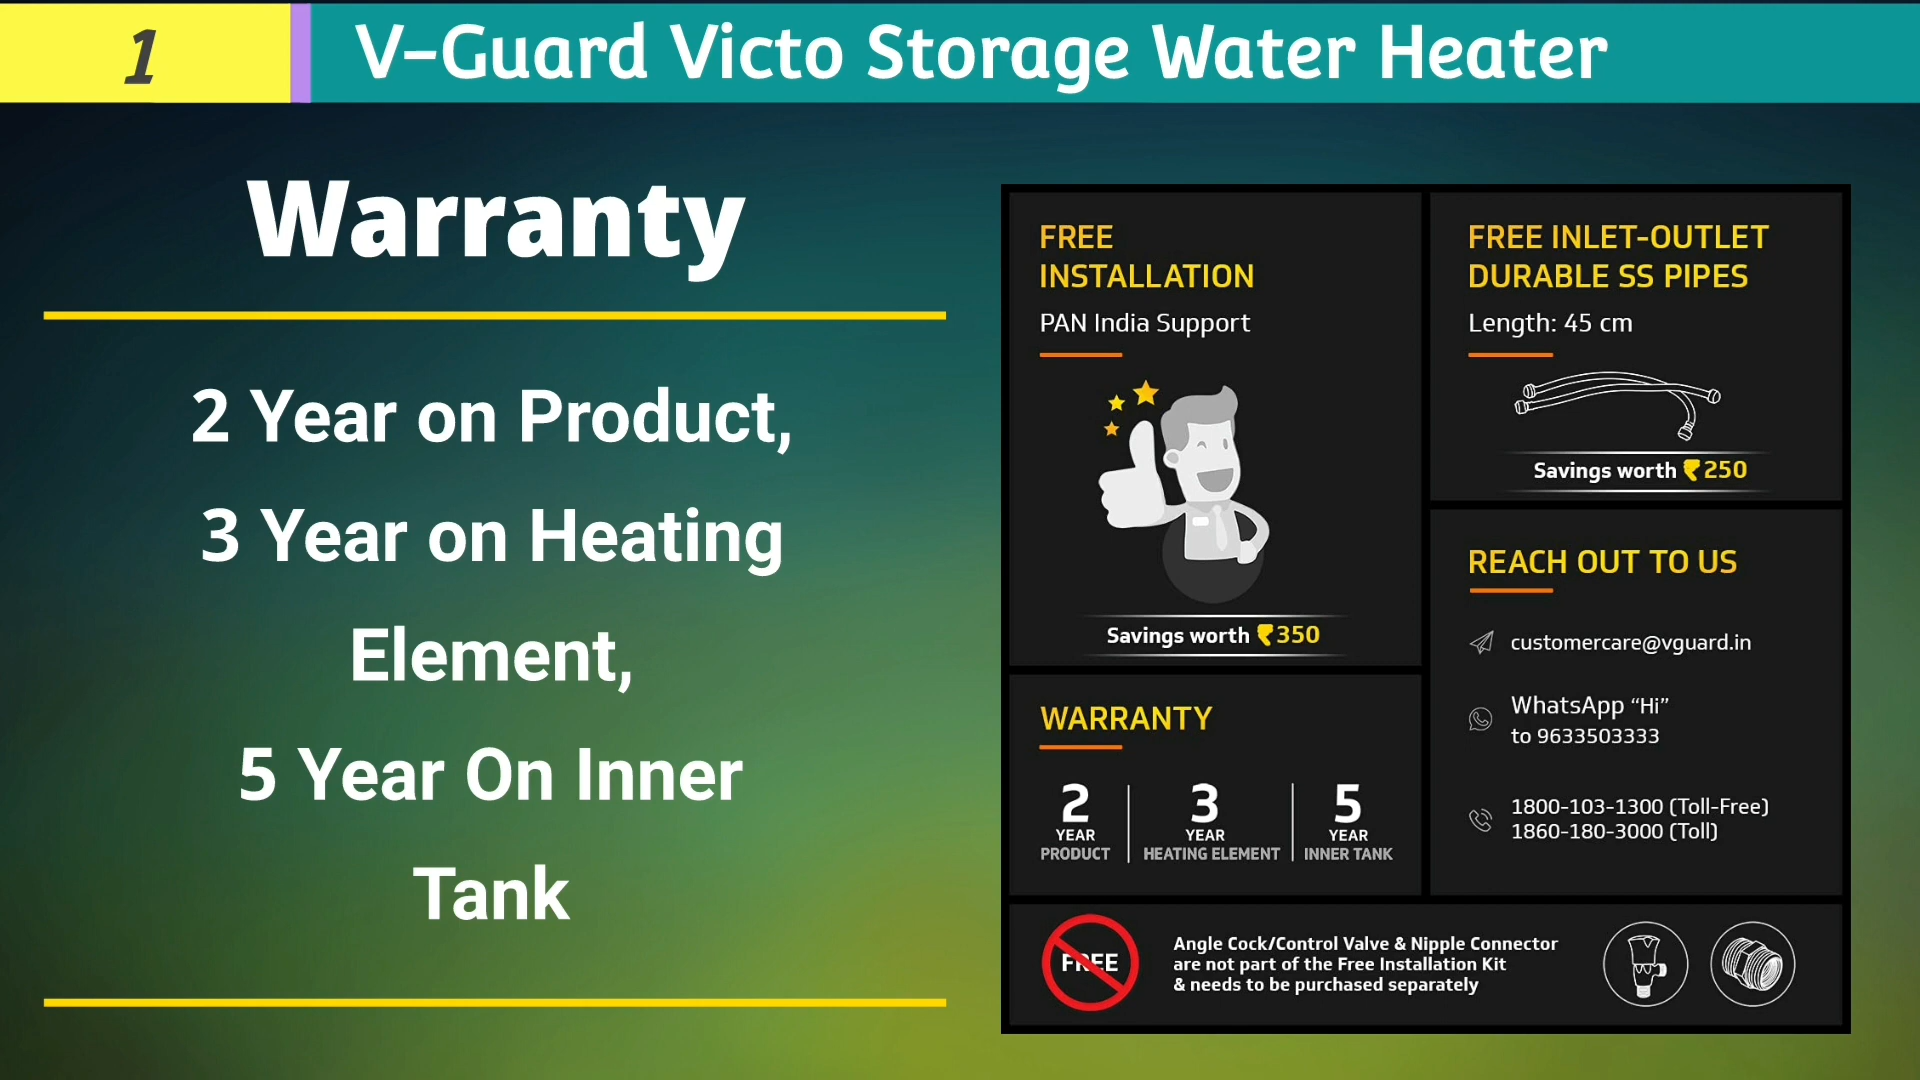 1
V-Guard Victo Storage Water Heater
Warranty
2 Year on Product,
3 Year on Heating
Element,
5 Year On Inner
Tank
FREE
INSTALLATION
PAN India Support
Savings worth ₹350
FREE INLET-OUTLET
DURABLE SS PIPES
Length: 45 cm
Savings worth ₹250
WARRANTY
2
YEAR
PRODUCT
3
YEAR
HEATING ELEMENT
5
YEAR
INNER TANK
REACH OUT TO US
customercare@vguard.in
WhatsApp “Hi”
to 9633503333
1800-103-1300 (Toll-Free)
1860-180-3000 (Toll)
FREE
Angle Cock/Control Valve & Nipple Connector
are not part of the Free Installation Kit
& needs to be purchased separately